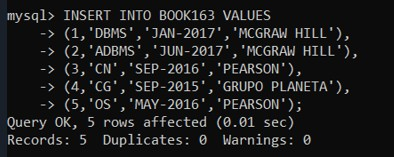 mysql> INSERT INTO BOOK163 VALUES
-> (1,'DBMS','JAN-2017','MCGRAW HILL'),
-> (2,'ADBMS','JUN-2017','MCGRAW HILL'),
-> (3,'CN','SEP-2016','PEARSON'),
-> (4,'CG','SEP-2015','GRUPO PLANETA'),
-> (5,'OS','MAY-2016','PEARSON');
Query OK, 5 rows affected (0.01 sec)
Records: 5  Duplicates: 0  Warnings: 0